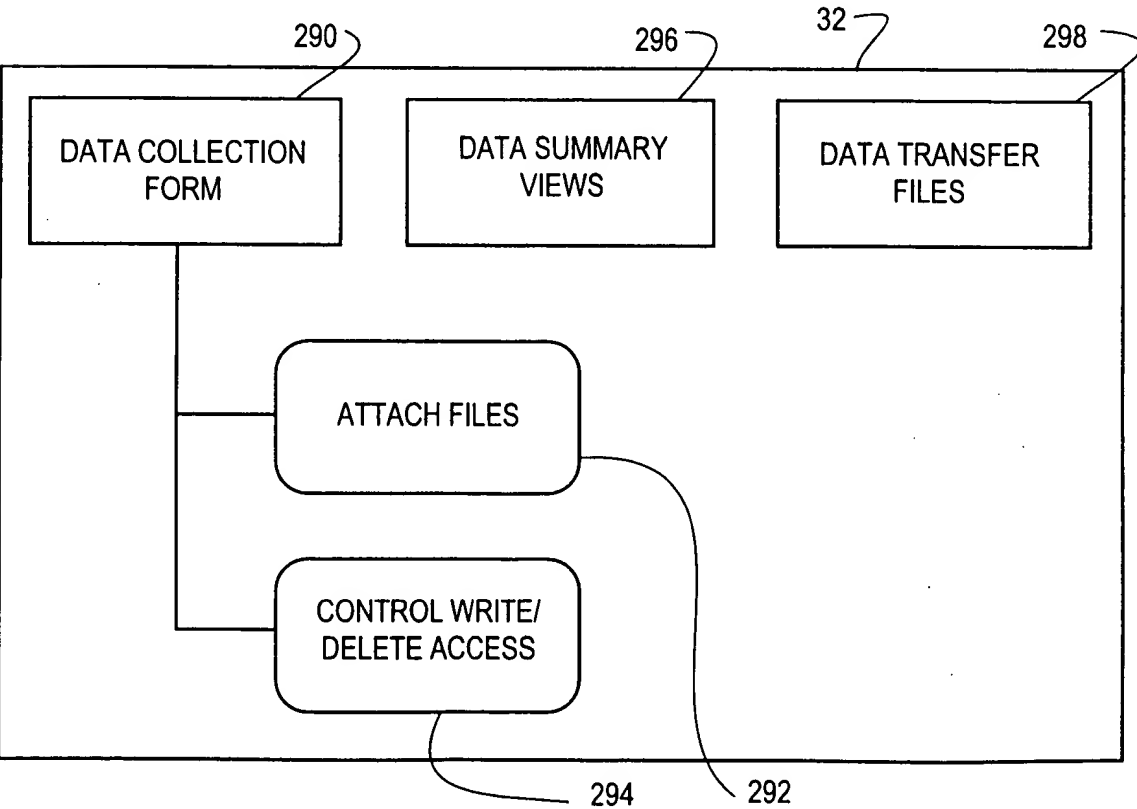 290
296
32
298
DATA COLLECTION
FORM
DATA SUMMARY
VIEWS
DATA TRANSFER
FILES
ATTACH FILES
CONTROL WRITE/
DELETE ACCESS
294
292